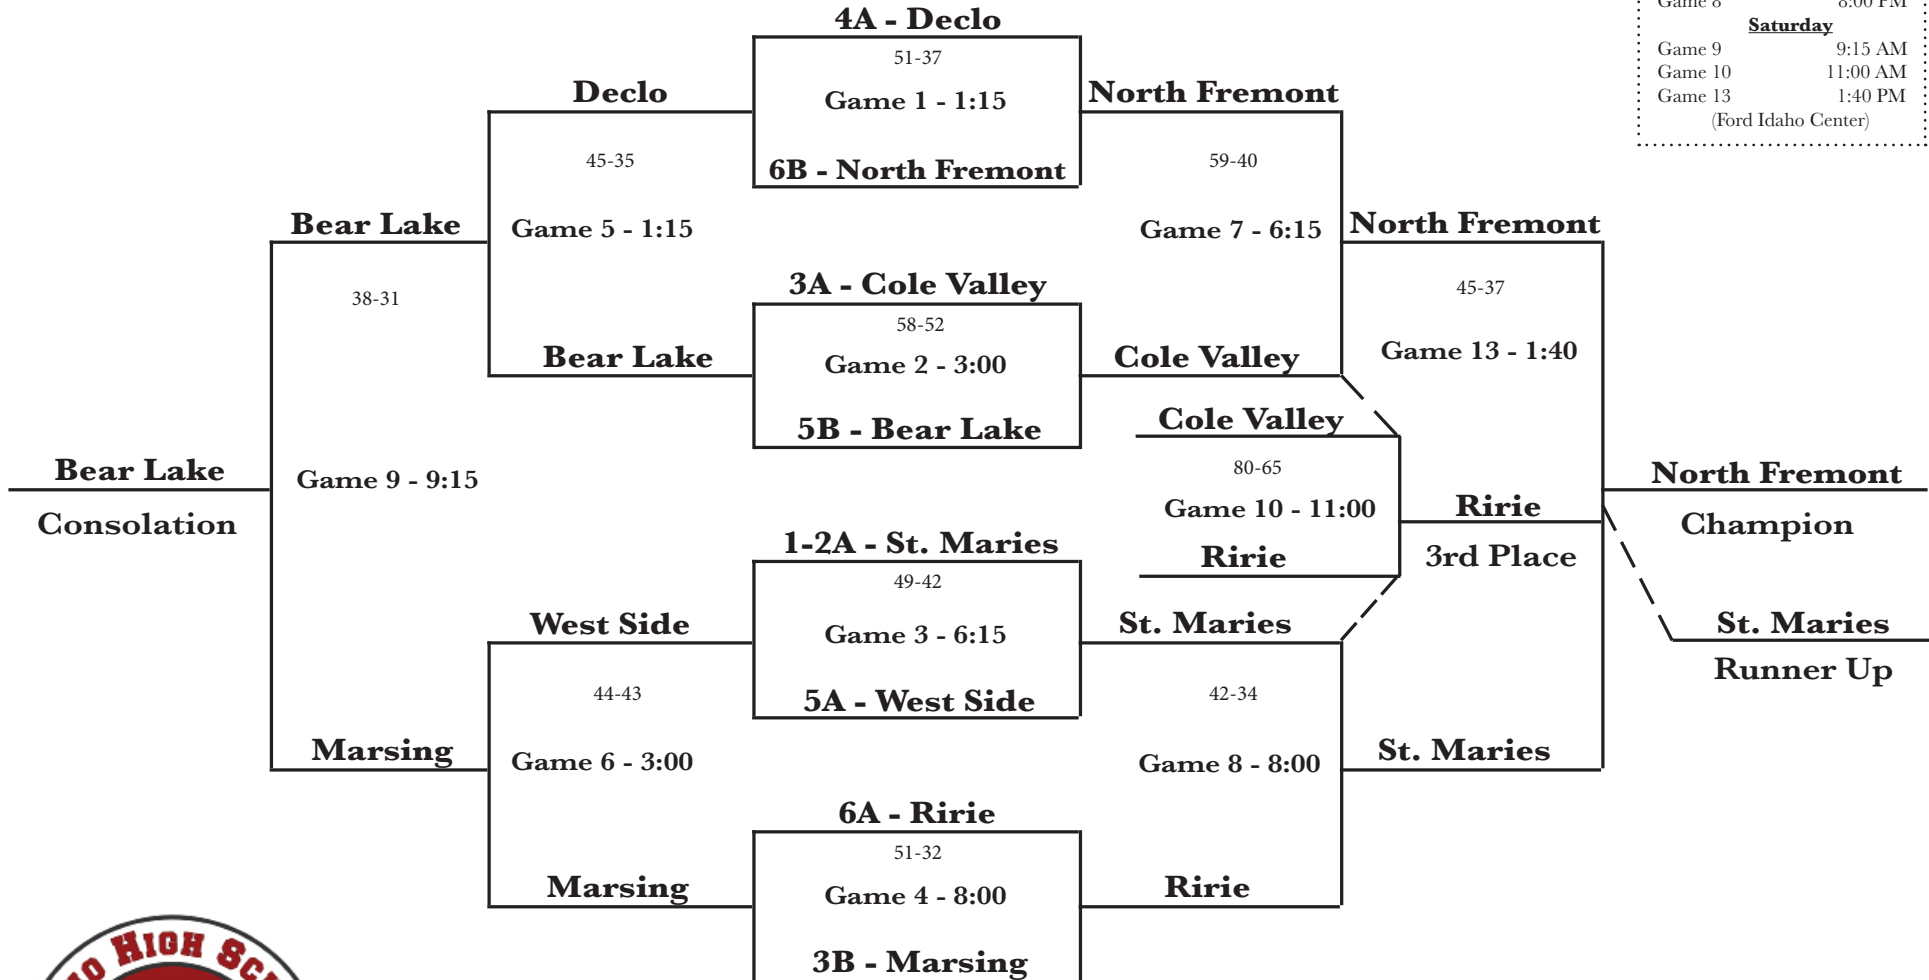 Game 8 8:00 PM
Saturday
Game 9 9:15 AM
Game 10 11:00 AM
Game 13 1:40 PM
(Ford Idaho Center)
4A - Declo
51-37
Game 1 - 1:15
6B - North Fremont
Declo
North Fremont
45-35
Game 5 - 1:15
59-40
Game 7 - 6:15
Bear Lake
North Fremont
38-31
3A - Cole Valley
58-52
Game 2 - 3:00
5B - Bear Lake
Bear Lake
Cole Valley
45-37
Game 13 - 1:40
Cole Valley
80-65
Game 10 - 11:00
Ririe
Ririe
3rd Place
Bear Lake
Consolation
Game 9 - 9:15
North Fremont
Champion
1-2A - St. Maries
49-42
Game 3 - 6:15
5A - West Side
West Side
St. Maries
St. Maries
Runner Up
44-43
Game 6 - 3:00
42-34
Game 8 - 8:00
Marsing
St. Maries
6A - Ririe
51-32
Game 4 - 8:00
3B - Marsing
Marsing
Ririe
HIGH